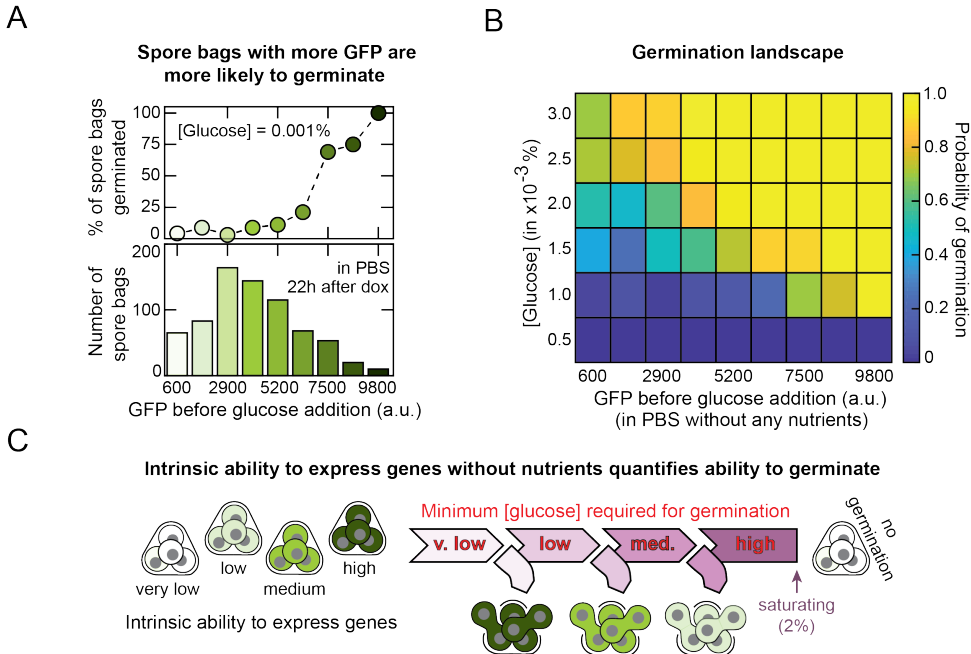 A
Spore bags with more GFP are
more likely to germinate
% of spore bags
germinated
100
75
50
25
0
[Glucose] = 0.001%
Number of
spore bags
200
100
0
in PBS
22h after dox
600 2900 5200 7500 9800
GFP before glucose addition (a.u.)
B
Germination landscape
[Glucose] (in x10-3 %)
3.0
2.5
2.0
1.5
1.0
0.5
600 2900 5200 7500 9800
GFP before glucose addition (a.u.)
(in PBS without any nutrients)
1.0
0.8
0.6
0.4
0.2
0
Probability of germination
C
Intrinsic ability to express genes without nutrients quantifies ability to germinate
very low
low
medium
high
Intrinsic ability to express genes
Minimum [glucose] required for germination
v. low
low
med.
high
saturating
(2%)
no
germination